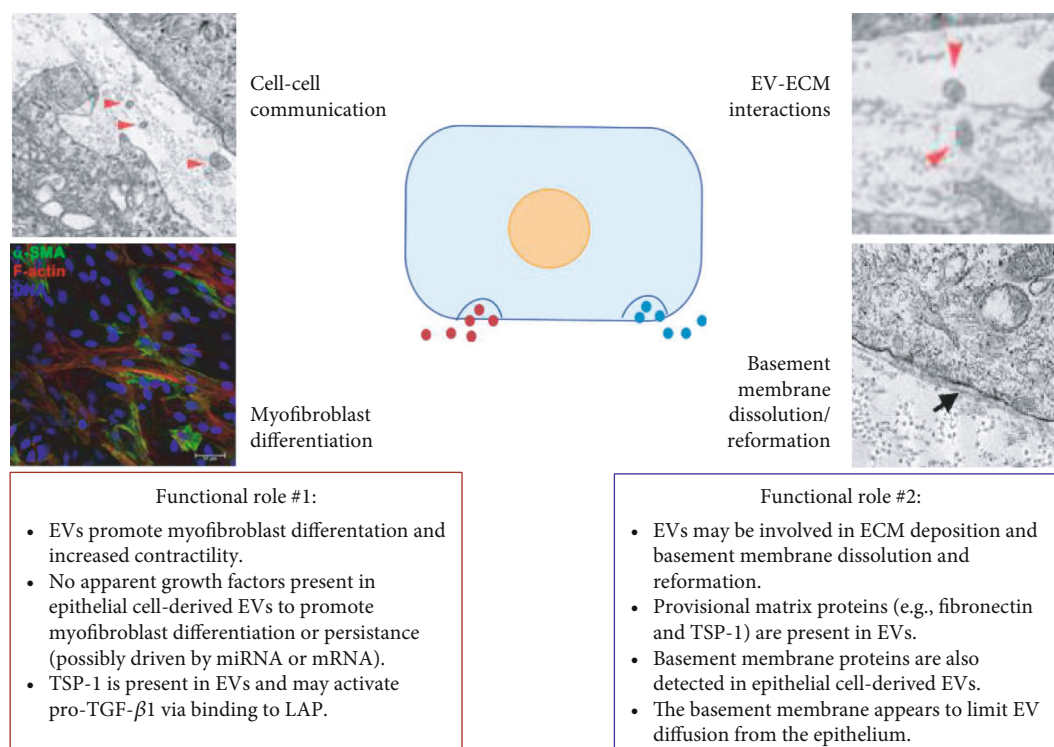 Cell-cell
communication
EV-ECM
interactions
α-SMA
F-actin
DNA
Myofibroblast
differentiation
Basement
membrane
dissolution/
reformation
Functional role #1:
• EVs promote myofibroblast differentation and
increased contractility.
• No apparent growth factors present in
epithelial cell-derived EVs to promote
myofibroblast differentiation or persistance
(possibly driven by miRNA or mRNA).
• TSP-1 is present in EVs and may activate
pro-TGF-β1 via binding to LAP.
Functional role #2:
• EVs may be involved in ECM deposition and
basement membrane dissolution and
reformation.
• Provisional matrix proteins (e.g., fibronectin
and TSP-1) are present in EVs.
• Basement membrane proteins are also
detected in epithelial cell-derived EVs.
• The basement membrane appears to limit EV
diffusion from the epithelium.